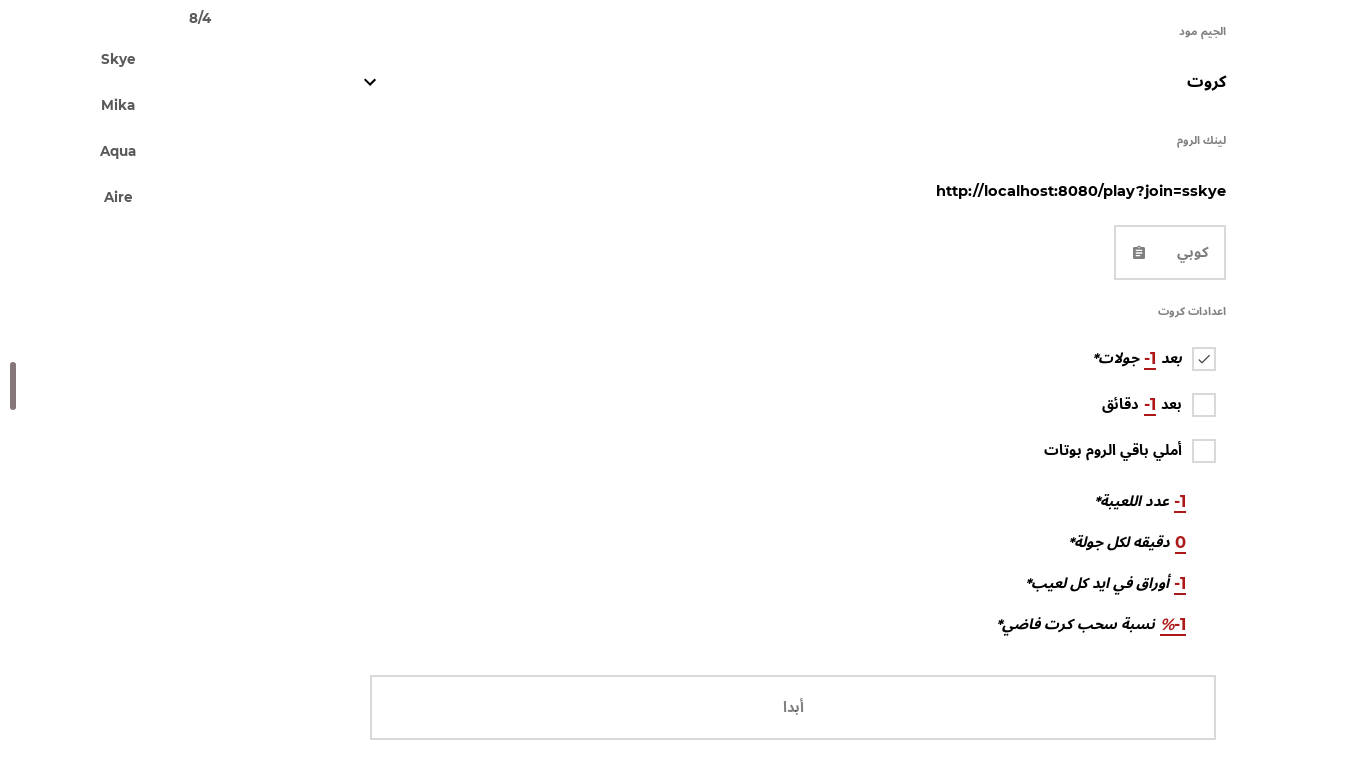 الجيم مود
كروت
لينك الروم
http://localhost:8080/play?join=sskye
كوبي
اعدادات كروت
بعد -1 جولات*
بعد -1 دقائق
أملي باقي الروم بوتات
-1 عدد اللعيبة*
0 دقيقه لكل جولة*
-1 أوراق في ايد كل لعيب*
%-1 نسبة سحب كرت فاضي*
أبدا
8/4
Skye
Mika
Aqua
Aire